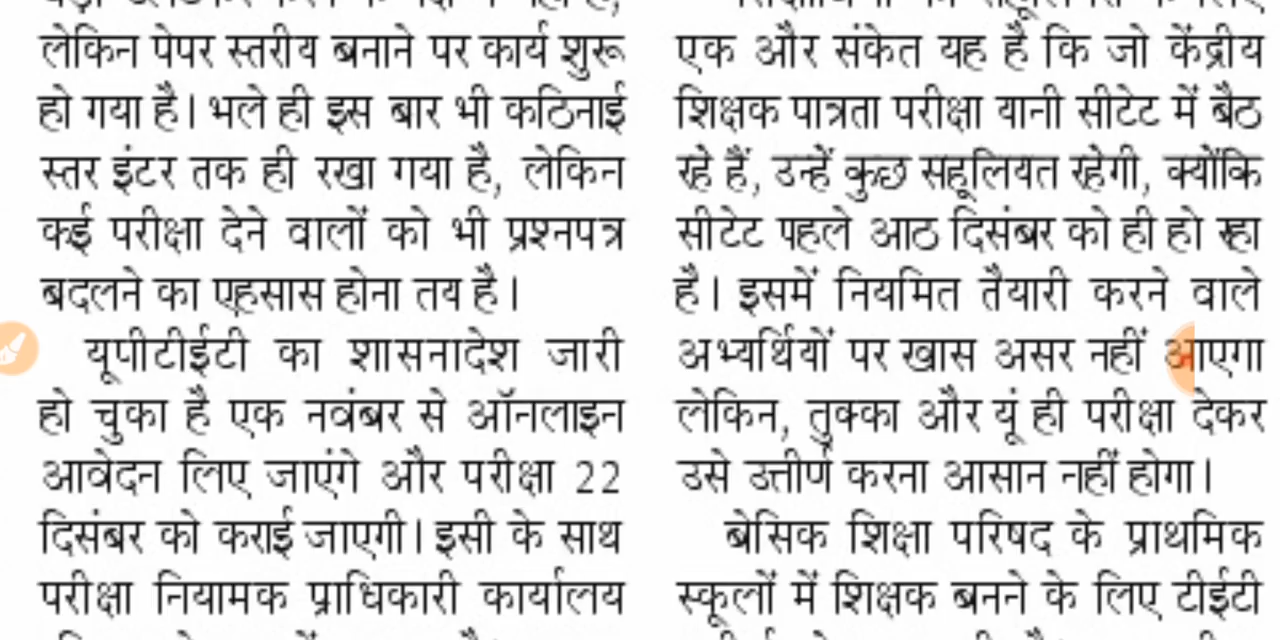 लेकिन पेपर स्तरीय बनाने पर कार्य शुरू
हो गया है। भले ही इस बार भी कठिनाई
स्तर इंटर तक ही रखा गया है, लेकिन
कई परीक्षा देने वालों को भी प्रश्नपत्र
बदलने का एहसास होना तय है।
यूपीटीईटी का शासनादेश जारी
हो चुका है एक नवंबर से ऑनलाइन
आवेदन लिए जाएंगे और परीक्षा 22
दिसंबर को कराई जाएगी। इसी के साथ
परीक्षा नियामक प्राधिकारी कार्यालय
एक और संकेत यह है कि जो केंद्रीय
शिक्षक पात्रता परीक्षा यानी सीटेट में बैठ
रहे हैं, उन्हें कुछ सहूलियत रहेगी, क्योंकि
सीटेट पहले आठ दिसंबर को ही हो रहा
है। इसमें नियमित तैयारी करने वाले
अभ्यर्थियों पर खास असर नहीं आएगा
लेकिन, तुक्का और यूं ही परीक्षा देकर
उसे उत्तीर्ण करना आसान नहीं होगा।
बेसिक शिक्षा परिषद के प्राथमिक
स्कूलों में शिक्षक बनने के लिए टीईटी